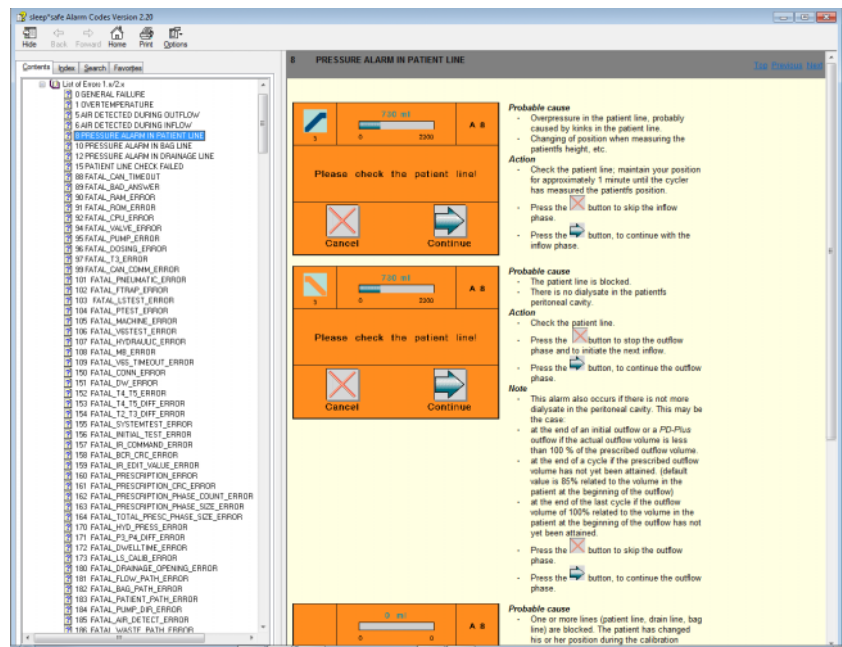 sleep*safe Alarm Codes Version 2.20
Hide Back Forward Home Print Options
Contents Index Search Favorites
List of Errors 1.x/2.x
0 GENERAL FAILURE
1 OVERTEMPERATURE
5 AIR DETECTED DURING OUTFLOW
6 AIR DETECTED DURING INFLOW
8 PRESSURE ALARM IN PATIENT LINE
10 PRESSURE ALARM IN BAG LINE
12 PRESSURE ALARM IN DRAINAGE LINE
15 PATIENT LINE CHECK FAILED
88 FATAL_CAN_TIMEOUT
89 FATAL_BAD_ANSWER
90 FATAL_RAM_ERROR
91 FATAL_ROM_ERROR
92 FATAL_CPU_ERROR
94 FATAL_VALVE_ERROR
95 FATAL_PUMP_ERROR
96 FATAL_DOSING_ERROR
97 FATAL_T3_ERROR
99 FATAL_CAN_COMM_ERROR
101 FATAL_PNEUMATIC_ERROR
102 FATAL_FTRAP_ERROR
103 FATAL_LSTEST_ERROR
104 FATAL_PTEST_ERROR
105 FATAL_MACHINE_ERROR
106 FATAL_V6STEST_ERROR
107 FATAL_HYDRAULIC_ERROR
108 FATAL_MB_ERROR
109 FATAL_V6S_TIMEOUT_ERROR
150 FATAL_CONN_ERROR
151 FATAL_DW_ERROR
152 FATAL_T4_T5_ERROR
153 FATAL_T4_T5_DIFF_ERROR
154 FATAL_T2_T3_DIFF_ERROR
155 FATAL_SYSTEMTEST_ERROR
156 FATAL_INITIAL_TEST_ERROR
157 FATAL_IR_COMMAND_ERROR
158 FATAL_BCR_CRC_ERROR
159 FATAL_IR_EDIT_VALUE_ERROR
160 FATAL_PRESCRIPTION_ERROR
161 FATAL_PRESCRIPTION_CRC_ERROR
162 FATAL_PRESCRIPTION_PHASE_COUNT_ERROR
163 FATAL_PRESCRIPTION_PHASE_SIZE_ERROR
164 FATAL_TOTAL_PRESC_PHASE_SIZE_ERROR
170 FATAL_HYD_PRESS_ERROR
171 FATAL_P3_P4_DIFF_ERROR
172 FATAL_DWELLTIME_ERROR
173 FATAL_LS_CALIB_ERROR
180 FATAL_DRAINAGE_OPENING_ERROR
181 FATAL_FLOW_PATH_ERROR
182 FATAL_BAG_PATH_ERROR
183 FATAL_PATIENT_PATH_ERROR
184 FATAL_PUMP_DIR_ERROR
185 FATAL_AIR_DETECT_ERROR
186 FATAL_WASTE_PATH_ERROR
8 PRESSURE ALARM IN PATIENT LINE
Top Previous Next
730 ml
A 8
3 0 2300
Please check the patient line!
Cancel Continue
Probable cause
- Overpressure in the patient line, probably
caused by kinks in the patient line.
- Changing of position when measuring the
patientfs height, etc.
Action
- Check the patient line; maintain your position
for approximately 1 minute until the cycler
has measured the patientfs position.
- Press the button to skip the inflow
phase.
- Press the button, to continue with the
inflow phase.
730 ml
A 8
3 0 2300
Please check the patient line!
Cancel Continue
Probable cause
- The patient line is blocked.
- There is no dialysate in the patientfs
peritoneal cavity.
Action
- Check the patient line.
- Press the button to stop the outflow
phase and to initiate the next inflow.
- Press the button, to continue the outflow
phase.
Note
- This alarm also occurs if there is not more
dialysate in the peritoneal cavity. This may be
the case:
- at the end of an initial outflow or a PD-Plus
outflow if the actual outflow volume is less
than 100 % of the prescribed outflow volume.
- at the end of a cycle if the prescribed outflow
volume has not yet been attained. (default
value is 85% related to the volume in the
patient at the beginning of the outflow)
- at the end of the last cycle if the outflow
volume of 100% related to the volume in the
patient at the beginning of the outflow has not
yet been attained.
- Press the button to skip the outflow
phase.
- Press the button, to continue the outflow
phase.
0 ml
A 8
0 0
Probable cause
- One or more lines (patient line, drain line, bag
line) are blocked. The patient has changed
his or her position during the calibration